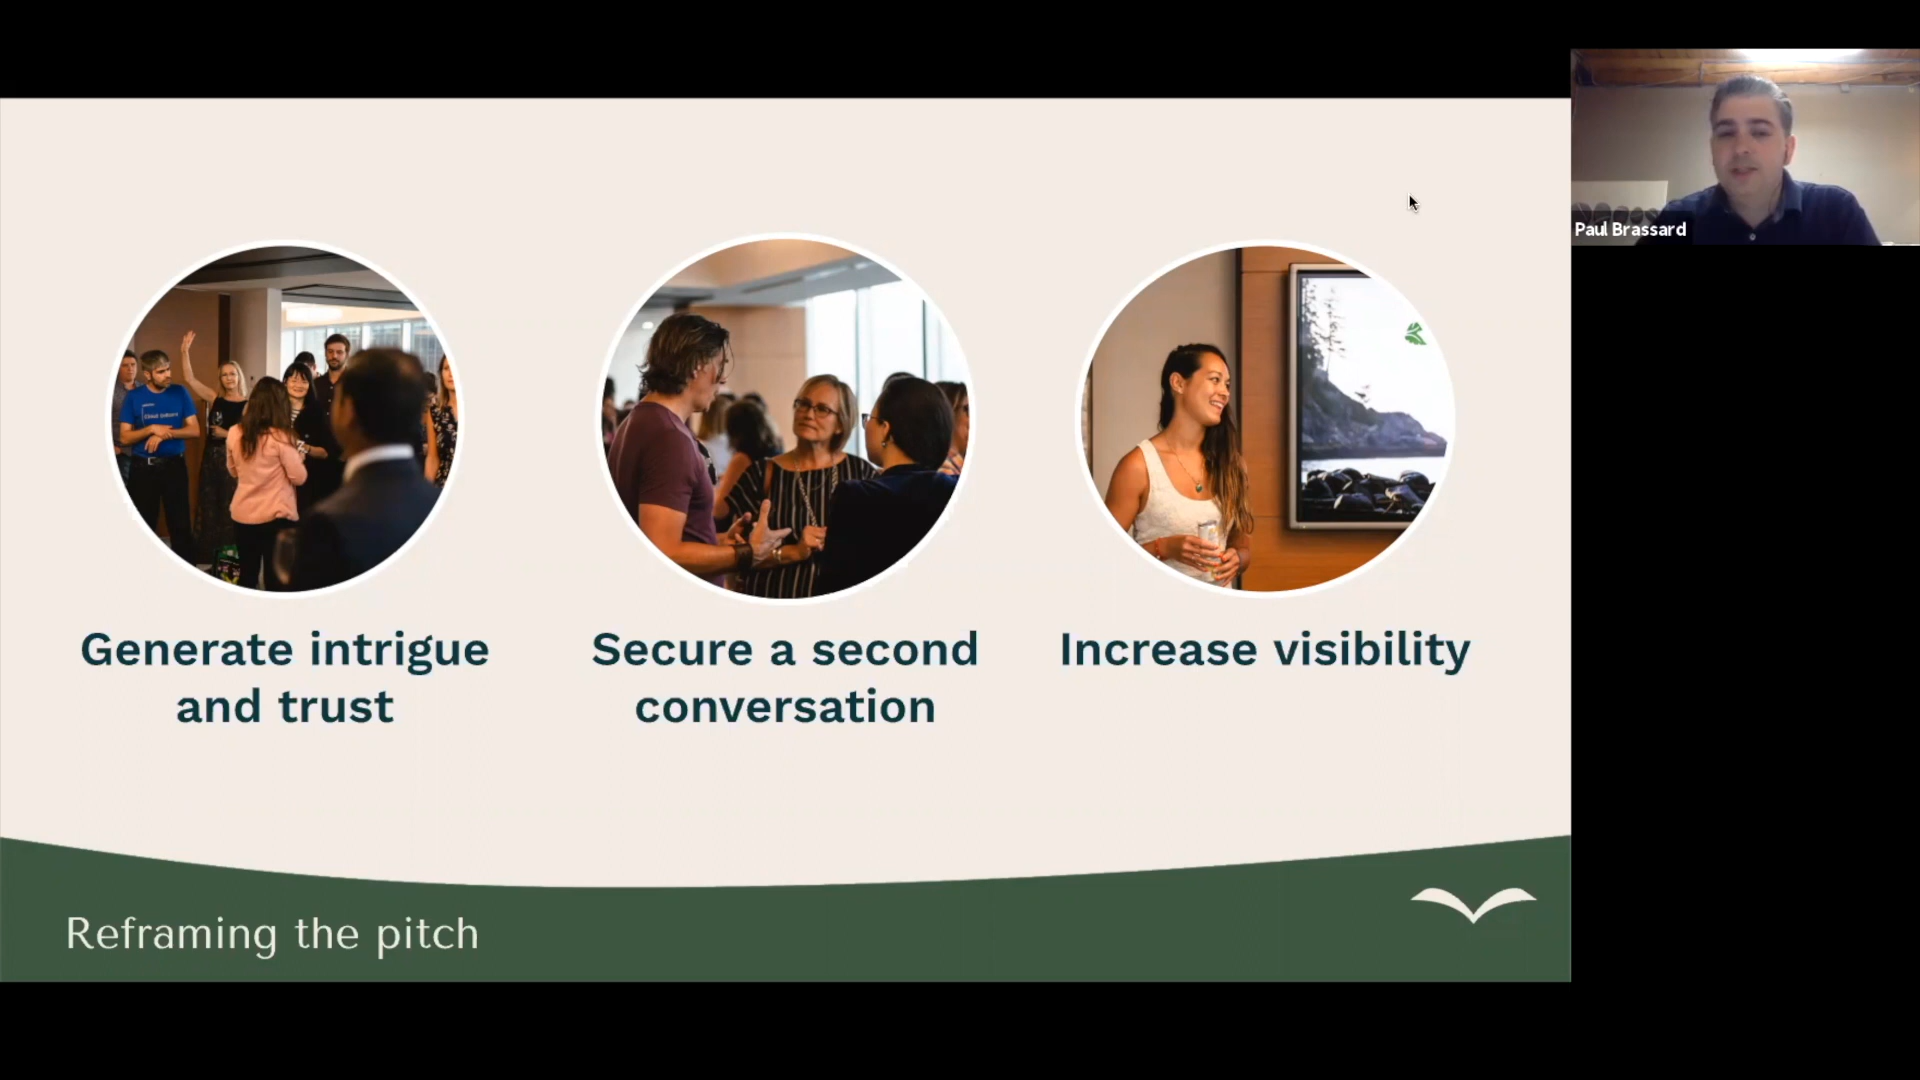 Paul Brassard
Generate intrigue
and trust
Secure a second
conversation
Increase visibility
Reframing the pitch